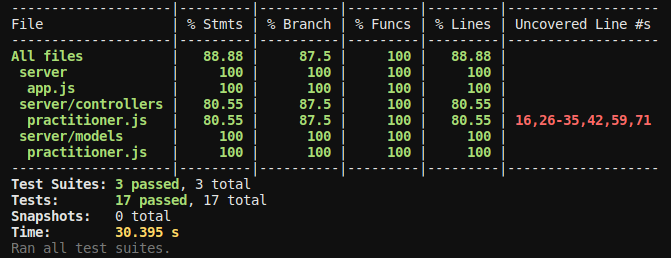 -------------------|---------|----------|---------|---------|-------------------
File               | % Stmts | % Branch | % Funcs | % Lines | Uncovered Line #s
-------------------|---------|----------|---------|---------|-------------------
All files          |   88.88 |     87.5 |     100 |   88.88 |
 server            |     100 |      100 |     100 |     100 |
  app.js           |     100 |      100 |     100 |     100 |
 server/controllers |   80.55 |     87.5 |     100 |   80.55 |
  practitioner.js  |   80.55 |     87.5 |     100 |   80.55 | 16,26-35,42,59,71
 server/models     |     100 |      100 |     100 |     100 |
  practitioner.js  |     100 |      100 |     100 |     100 |
-------------------|---------|----------|---------|---------|-------------------
Test Suites: 3 passed, 3 total
Tests:       17 passed, 17 total
Snapshots:   0 total
Time:        30.395 s
Ran all test suites.